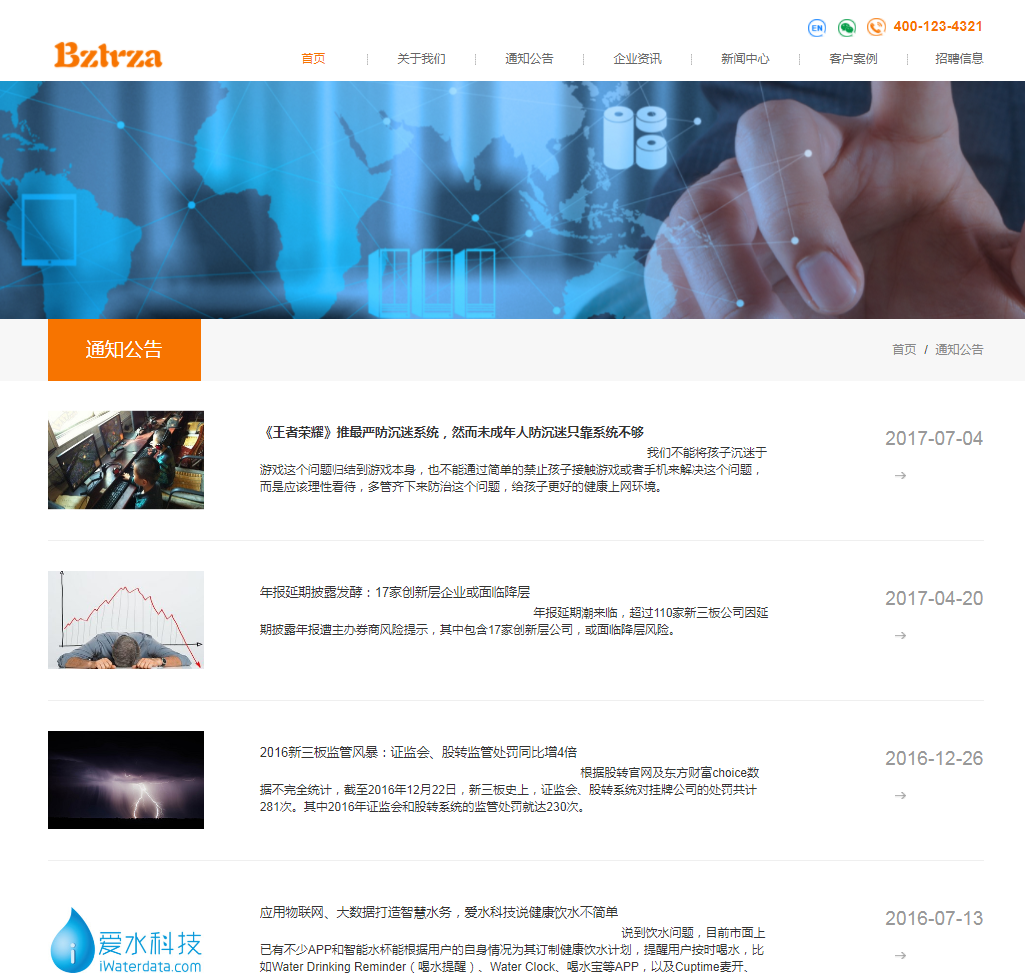 EN 400-123-4321
Bztrza
首页 关于我们 通知公告 企业资讯 新闻中心 客户案例 招聘信息
通知公告
首页 / 通知公告
《王者荣耀》推最严防沉迷系统，然而未成年人防沉迷只靠系统不够
我们不能将孩子沉迷于
游戏这个问题归结到游戏本身，也不能通过简单的禁止孩子接触游戏或者手机来解决这个问题，
而是应该理性看待，多管齐下来防治这个问题，给孩子更好的健康上网环境。
2017-07-04
→
年报延期披露发酵：17家创新层企业或面临降层
年报延期潮来临，超过110家新三板公司因延
期披露年报遭主办券商风险提示，其中包含17家创新层公司，或面临降层风险。
2017-04-20
→
2016新三板监管风暴：证监会、股转监管处罚同比增4倍
根据股转官网及东方财富choice数
据不完全统计，截至2016年12月22日，新三板史上，证监会、股转系统对挂牌公司的处罚共计
281次。其中2016年证监会和股转系统的监管处罚就达230次。
2016-12-26
→
爱水科技
iWaterdata.com
应用物联网、大数据打造智慧水务，爱水科技说健康饮水不简单
说到饮水问题，目前市面上
已有不少APP和智能水杯能根据用户的自身情况为其订制健康饮水计划，提醒用户按时喝水，比
如Water Drinking Reminder（喝水提醒）、Water Clock、喝水宝等APP，以及Cuptime麦开、
2016-07-13
→